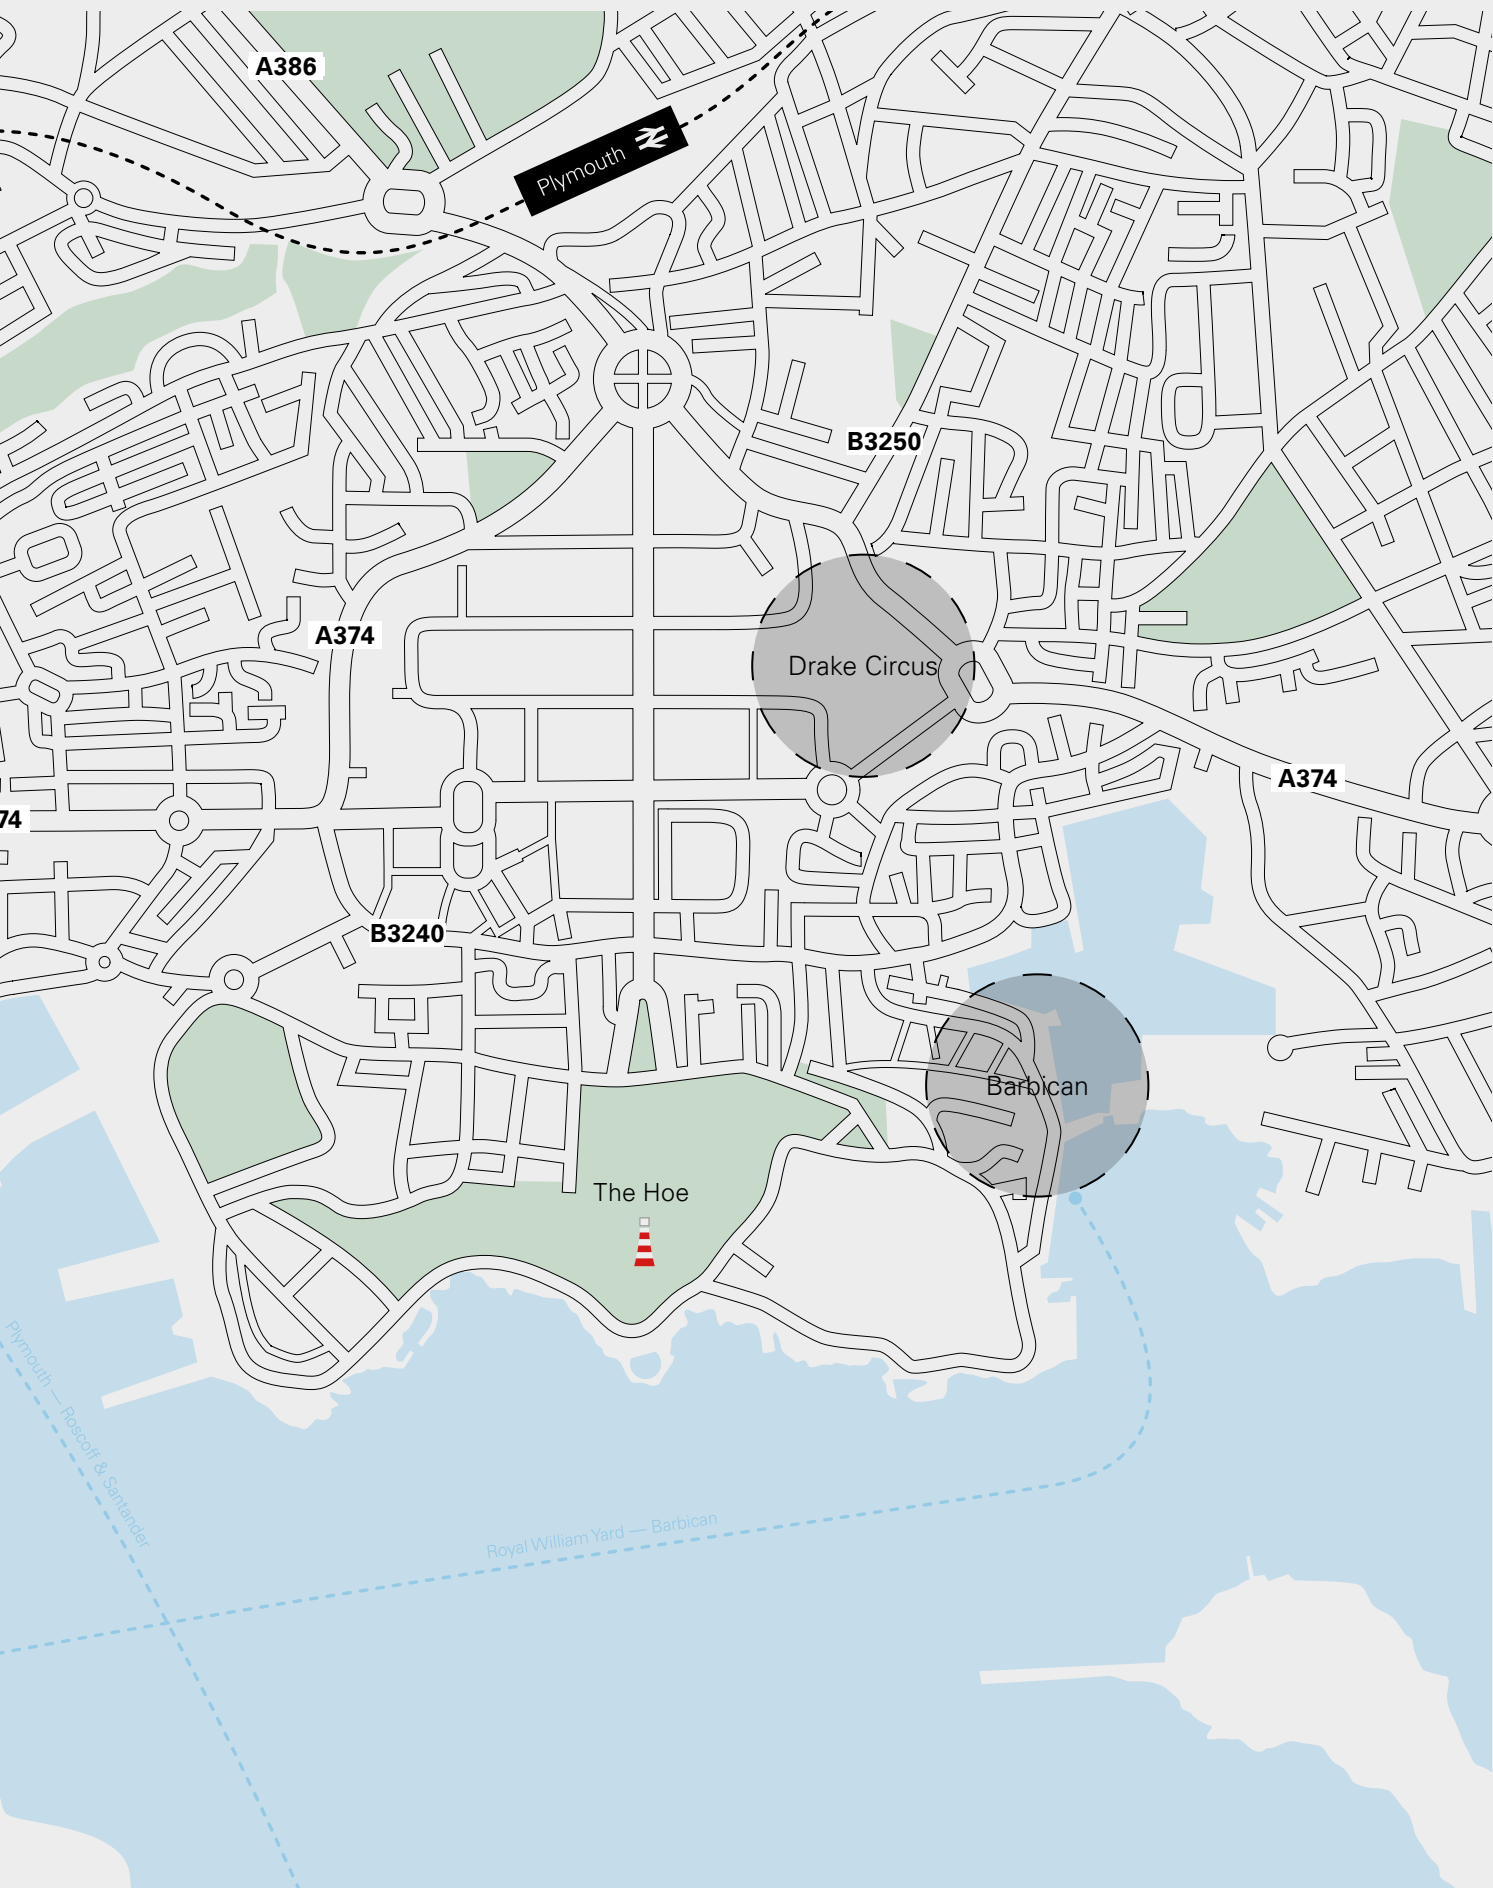 A386
Plymouth
B3250
A374
Drake Circus
A374
74
B3240
Barbican
The Hoe
Plymouth — Roscoff & Santander
Royal William Yard — Barbican